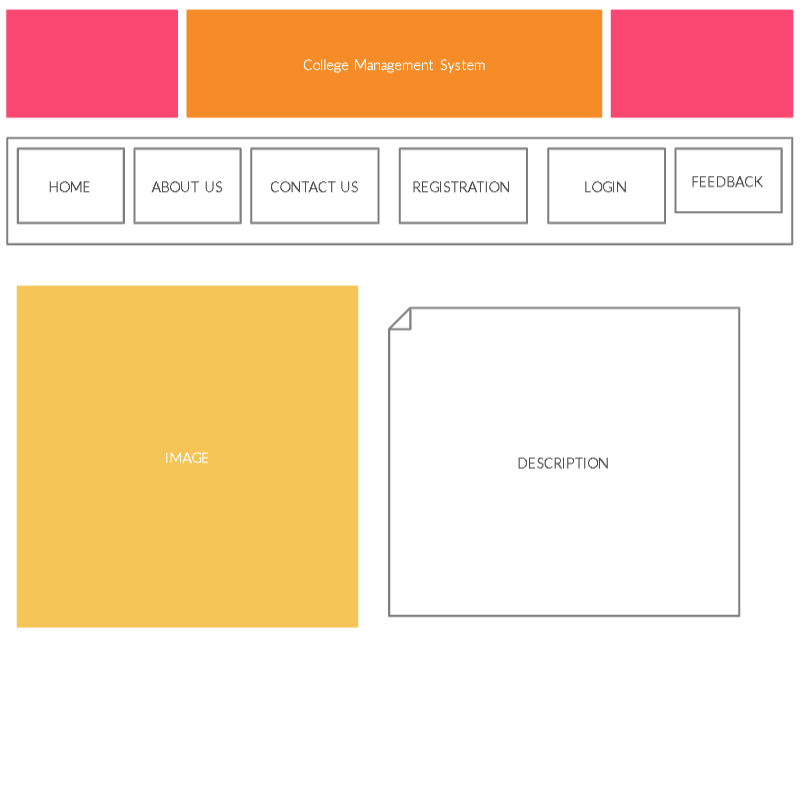 College Management System
HOME
ABOUT US
CONTACT US
REGISTRATION
LOGIN
FEEDBACK
IMAGE
DESCRIPTION